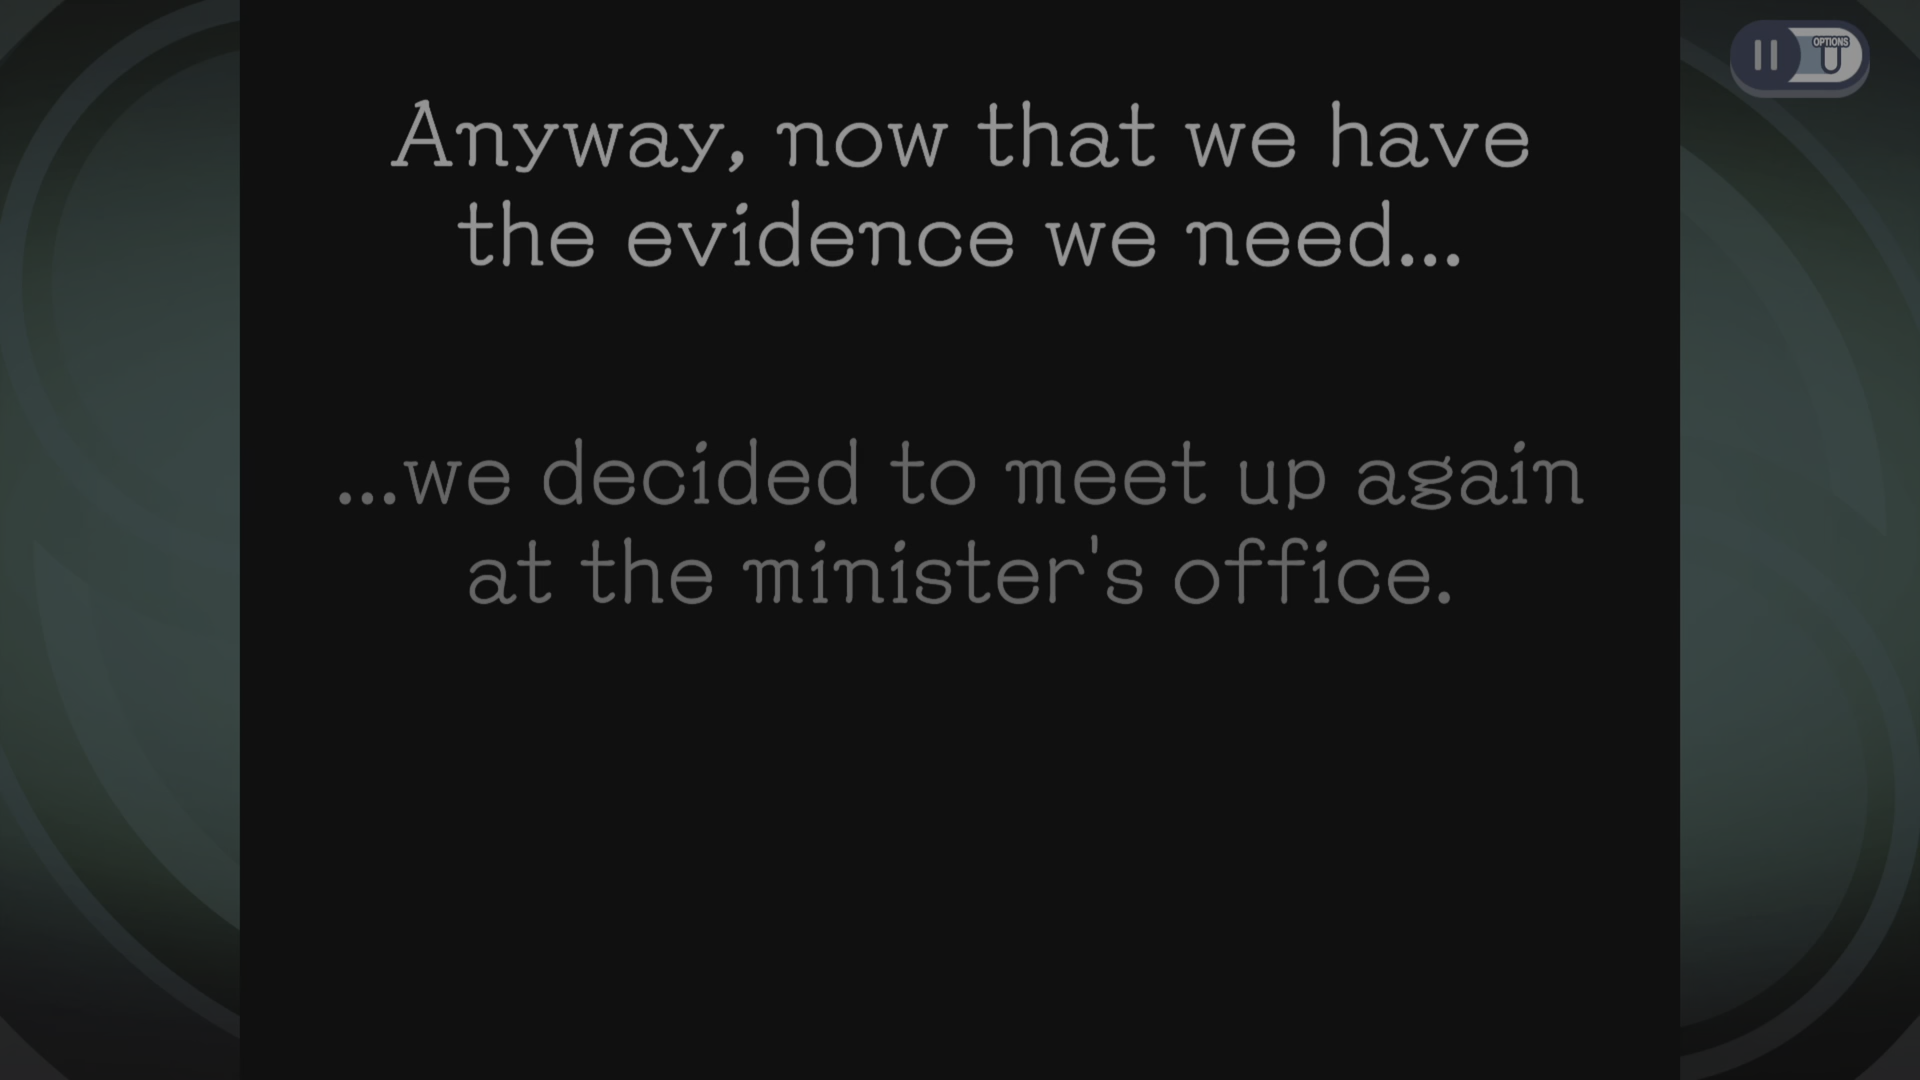 OPTIONS
Anyway, now that we have
the evidence we need...
...we decided to meet up again
at the minister's office.